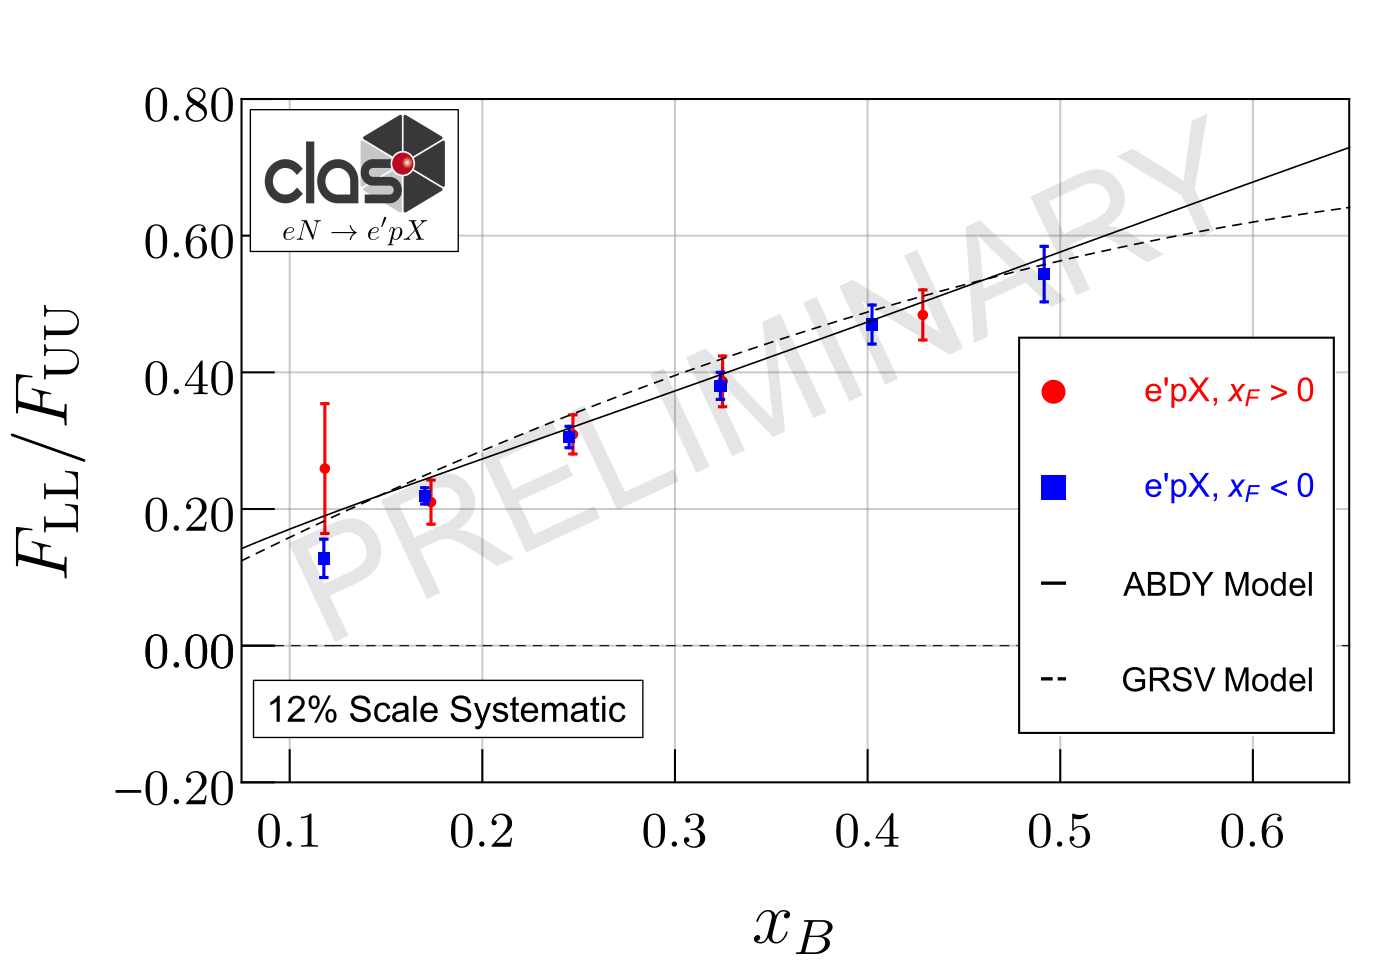 0.80
0.60
0.40
0.20
0.00
−0.20
F_LL/F_UU
clas
eN → e′pX
PRELIMINARY
e'pX, x_F > 0
e'pX, x_F < 0
ABDY Model
GRSV Model
12% Scale Systematic
0.1 0.2 0.3 0.4 0.5 0.6
x_B